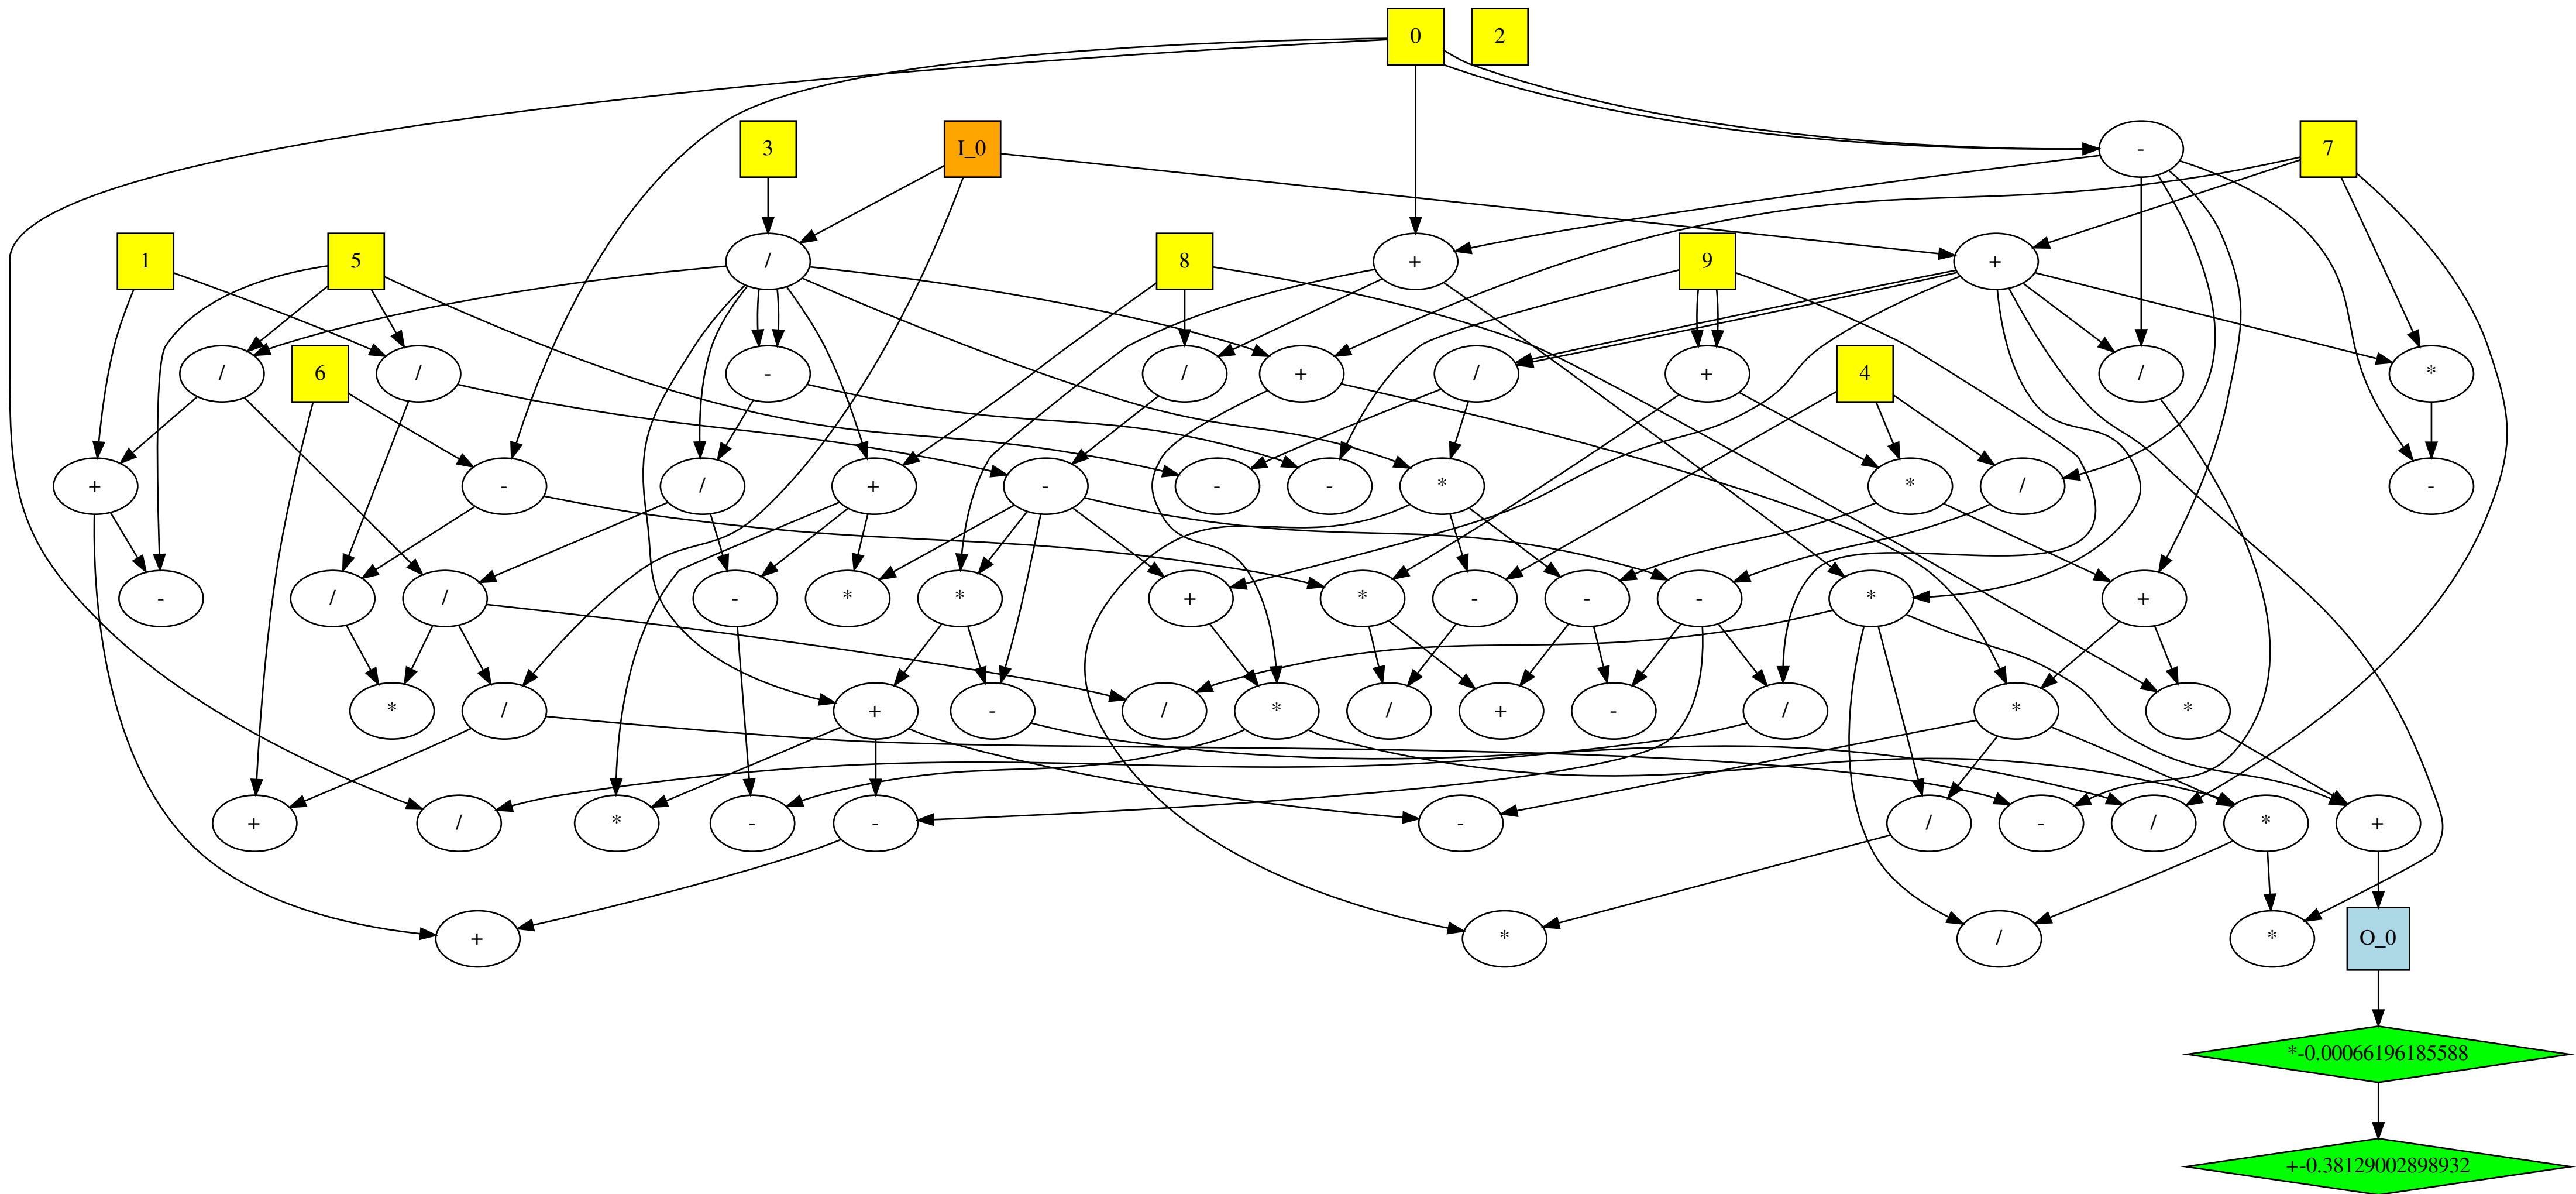 0 2
3 I_0 - 7
1 5 / 8 + 9 +
/ 6 / - / + / + 4 / *
+ - / + - - - * * / -
- / / - * * + * - - - * +
* / + - / * / + - / * *
+ / * - - - / - / * +
+ * / * O_0
*-0.00066196185588
+-0.38129002898932